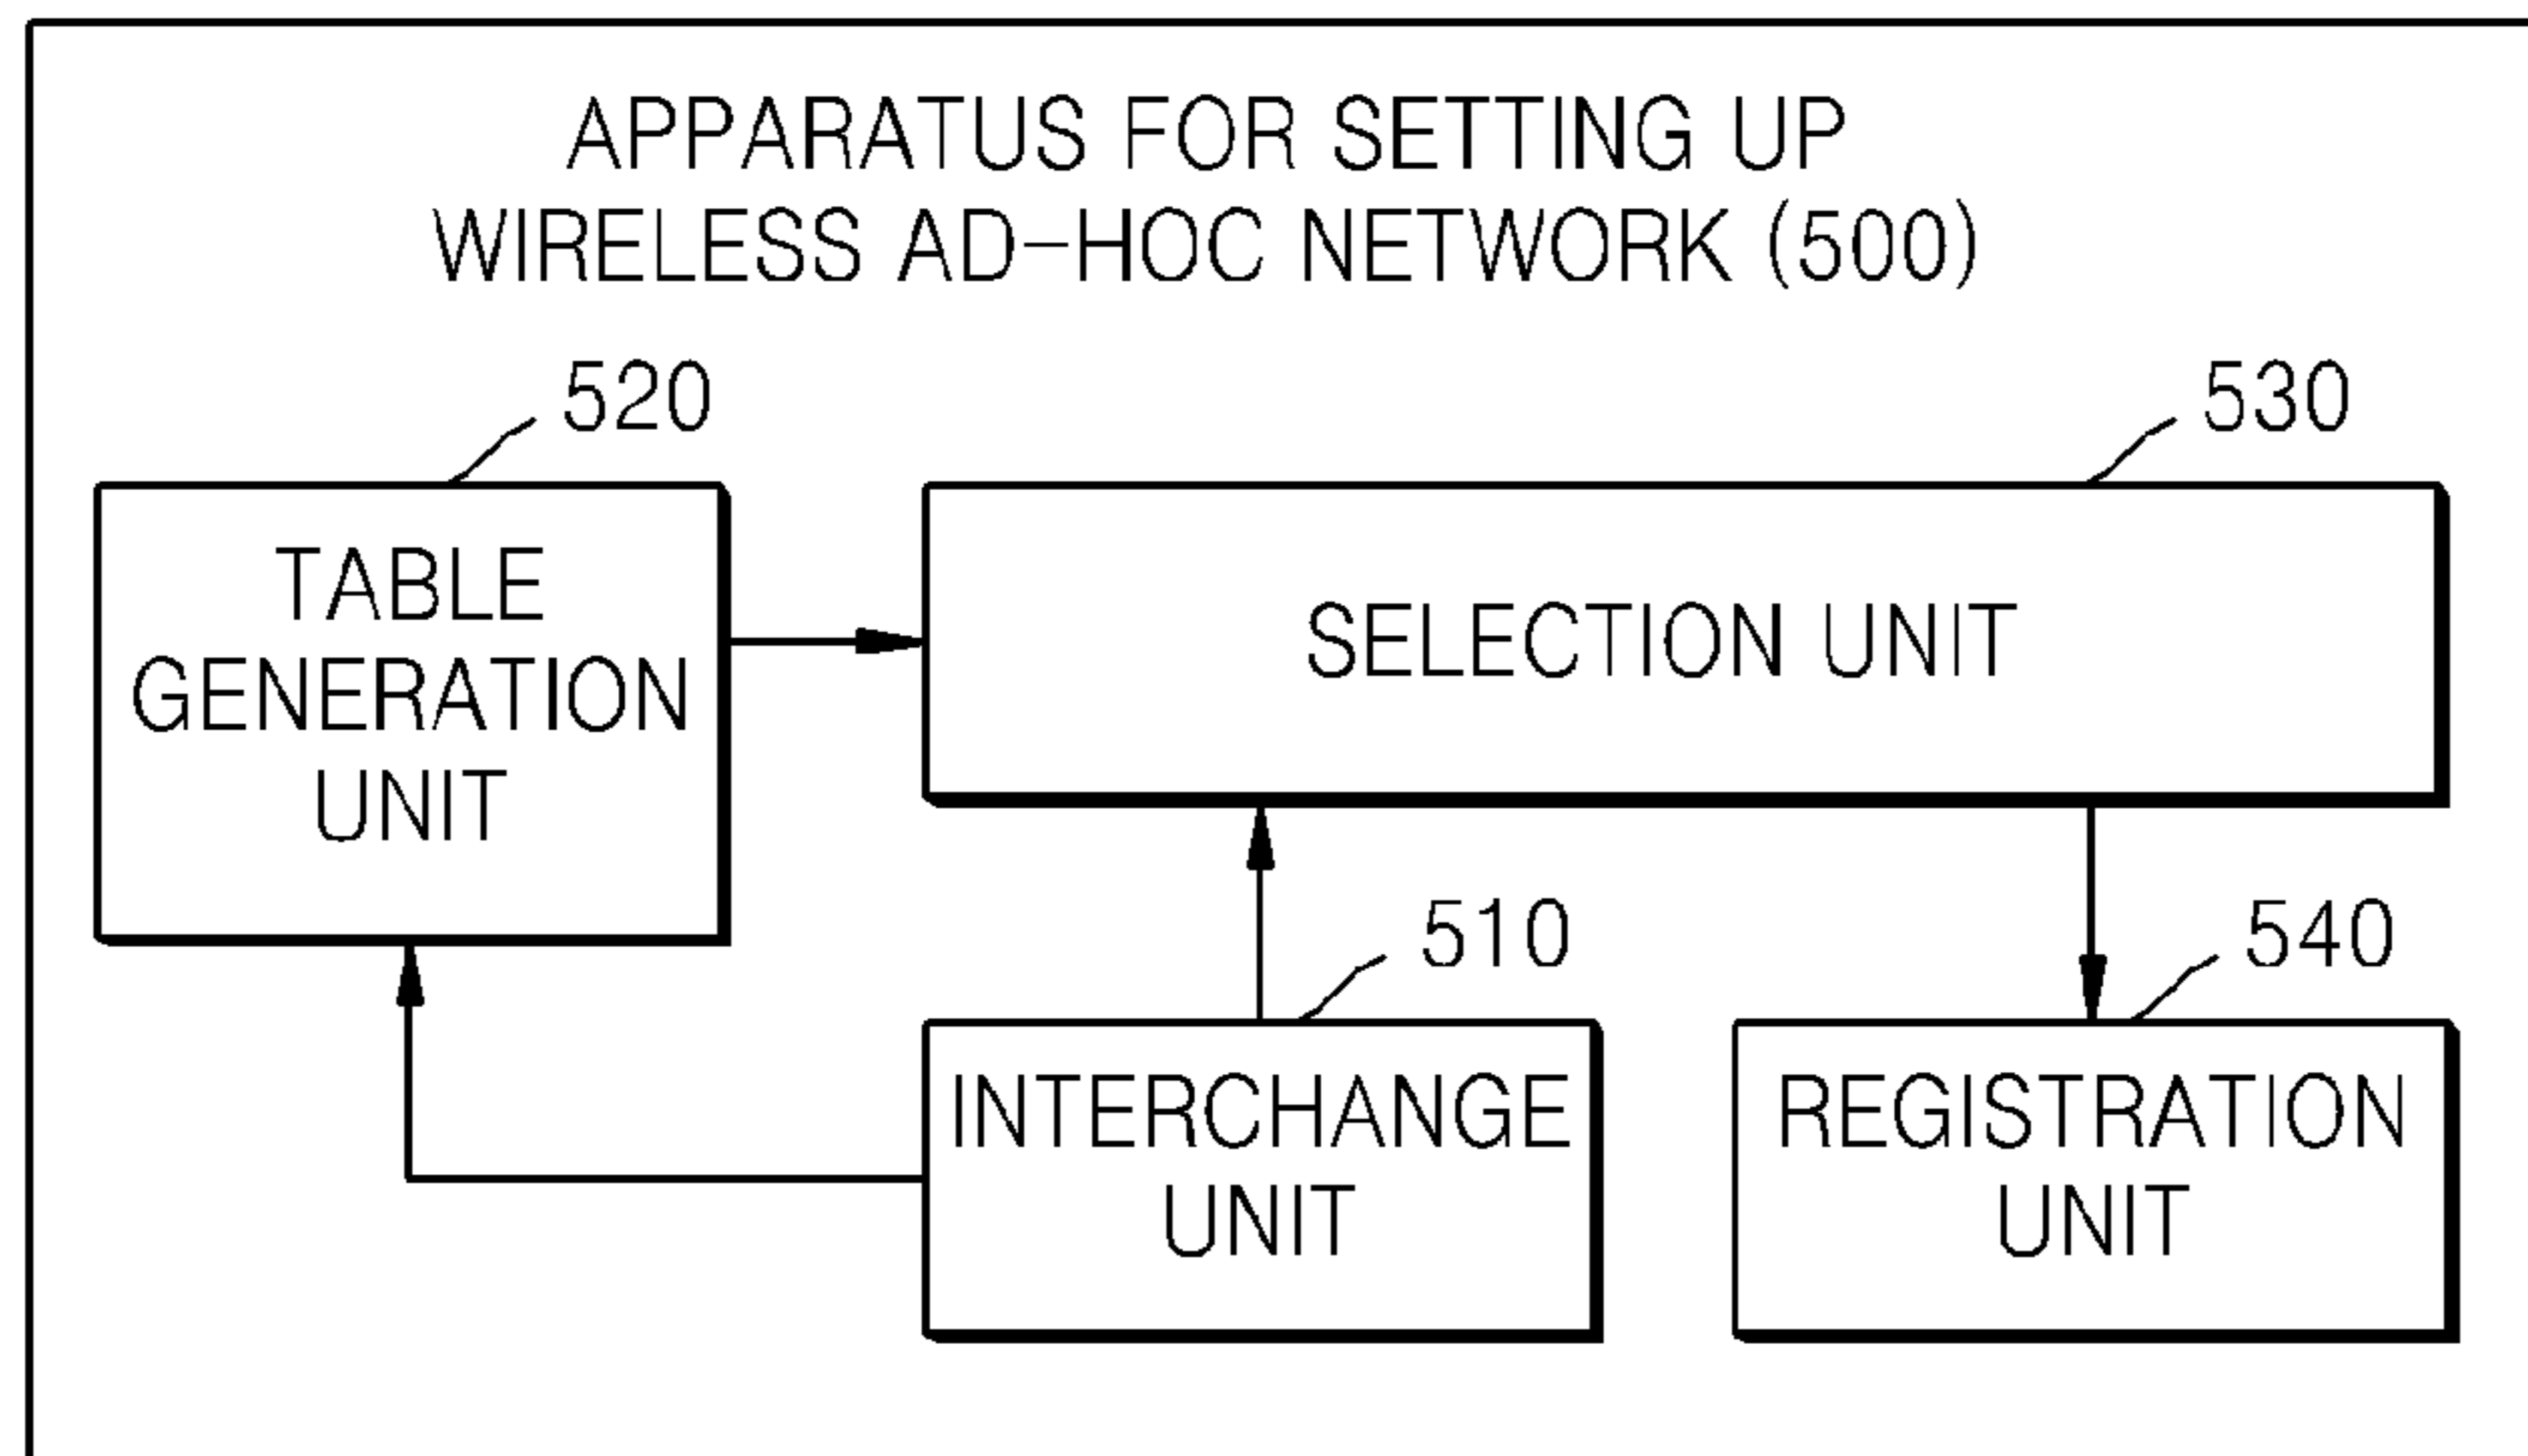 APPARATUS FOR SETTING UP
WIRELESS AD-HOC NETWORK (500)
520
530
TABLE
GENERATION
UNIT
SELECTION UNIT
510
540
INTERCHANGE
UNIT
REGISTRATION
UNIT